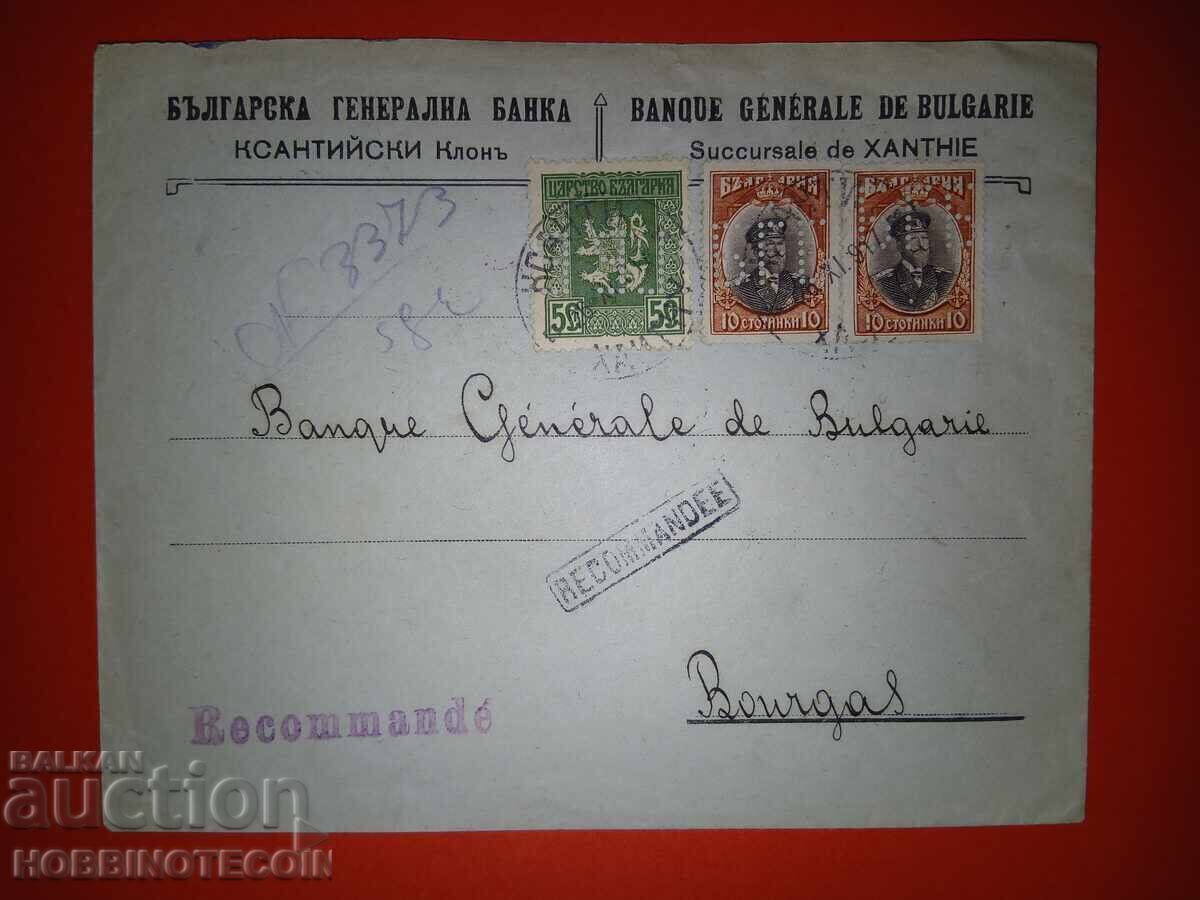 БЪЛГАРСКА ГЕНЕРАЛНА БАНКА
КСАНТИЙСКИ Клонъ
BANQUE GÉNÉRALE DE BULGARIE
Succursale de XANTHIE
3373
ЦАРСТВО БЪЛГАРИЯ
50 50
БЪЛГАРИЯ
10 СТОТИНКИ 10
БЪЛГАРИЯ
10 СТОТИНКИ 10
Banque Générale de Bulgarie
RECOMMANDEE
Bourgas
Recommandé
BALKAN
auction
HOBBINOTECOIN